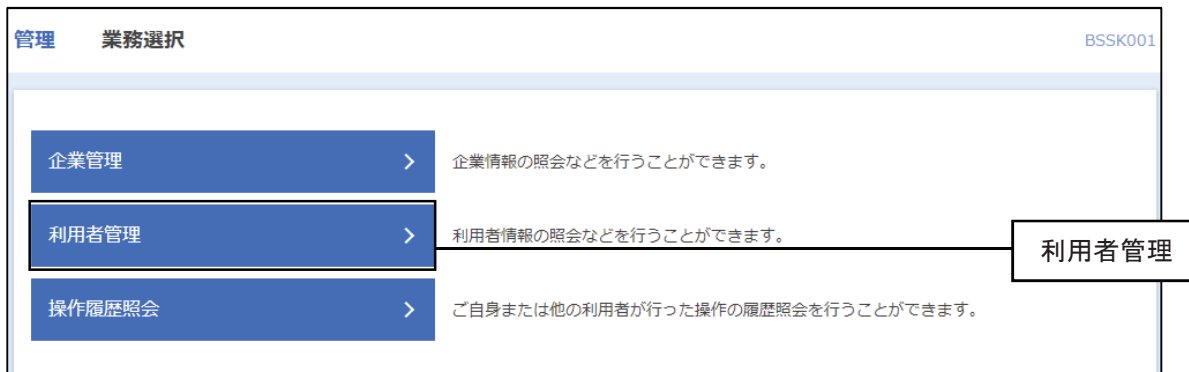 管理 業務選択 BSSK001
企業管理 企業情報の照会などを行うことができます。
利用者管理 利用者情報の照会などを行うことができます。
利用者管理
操作履歴照会 ご自身または他の利用者が行った操作の履歴照会を行うことができます。